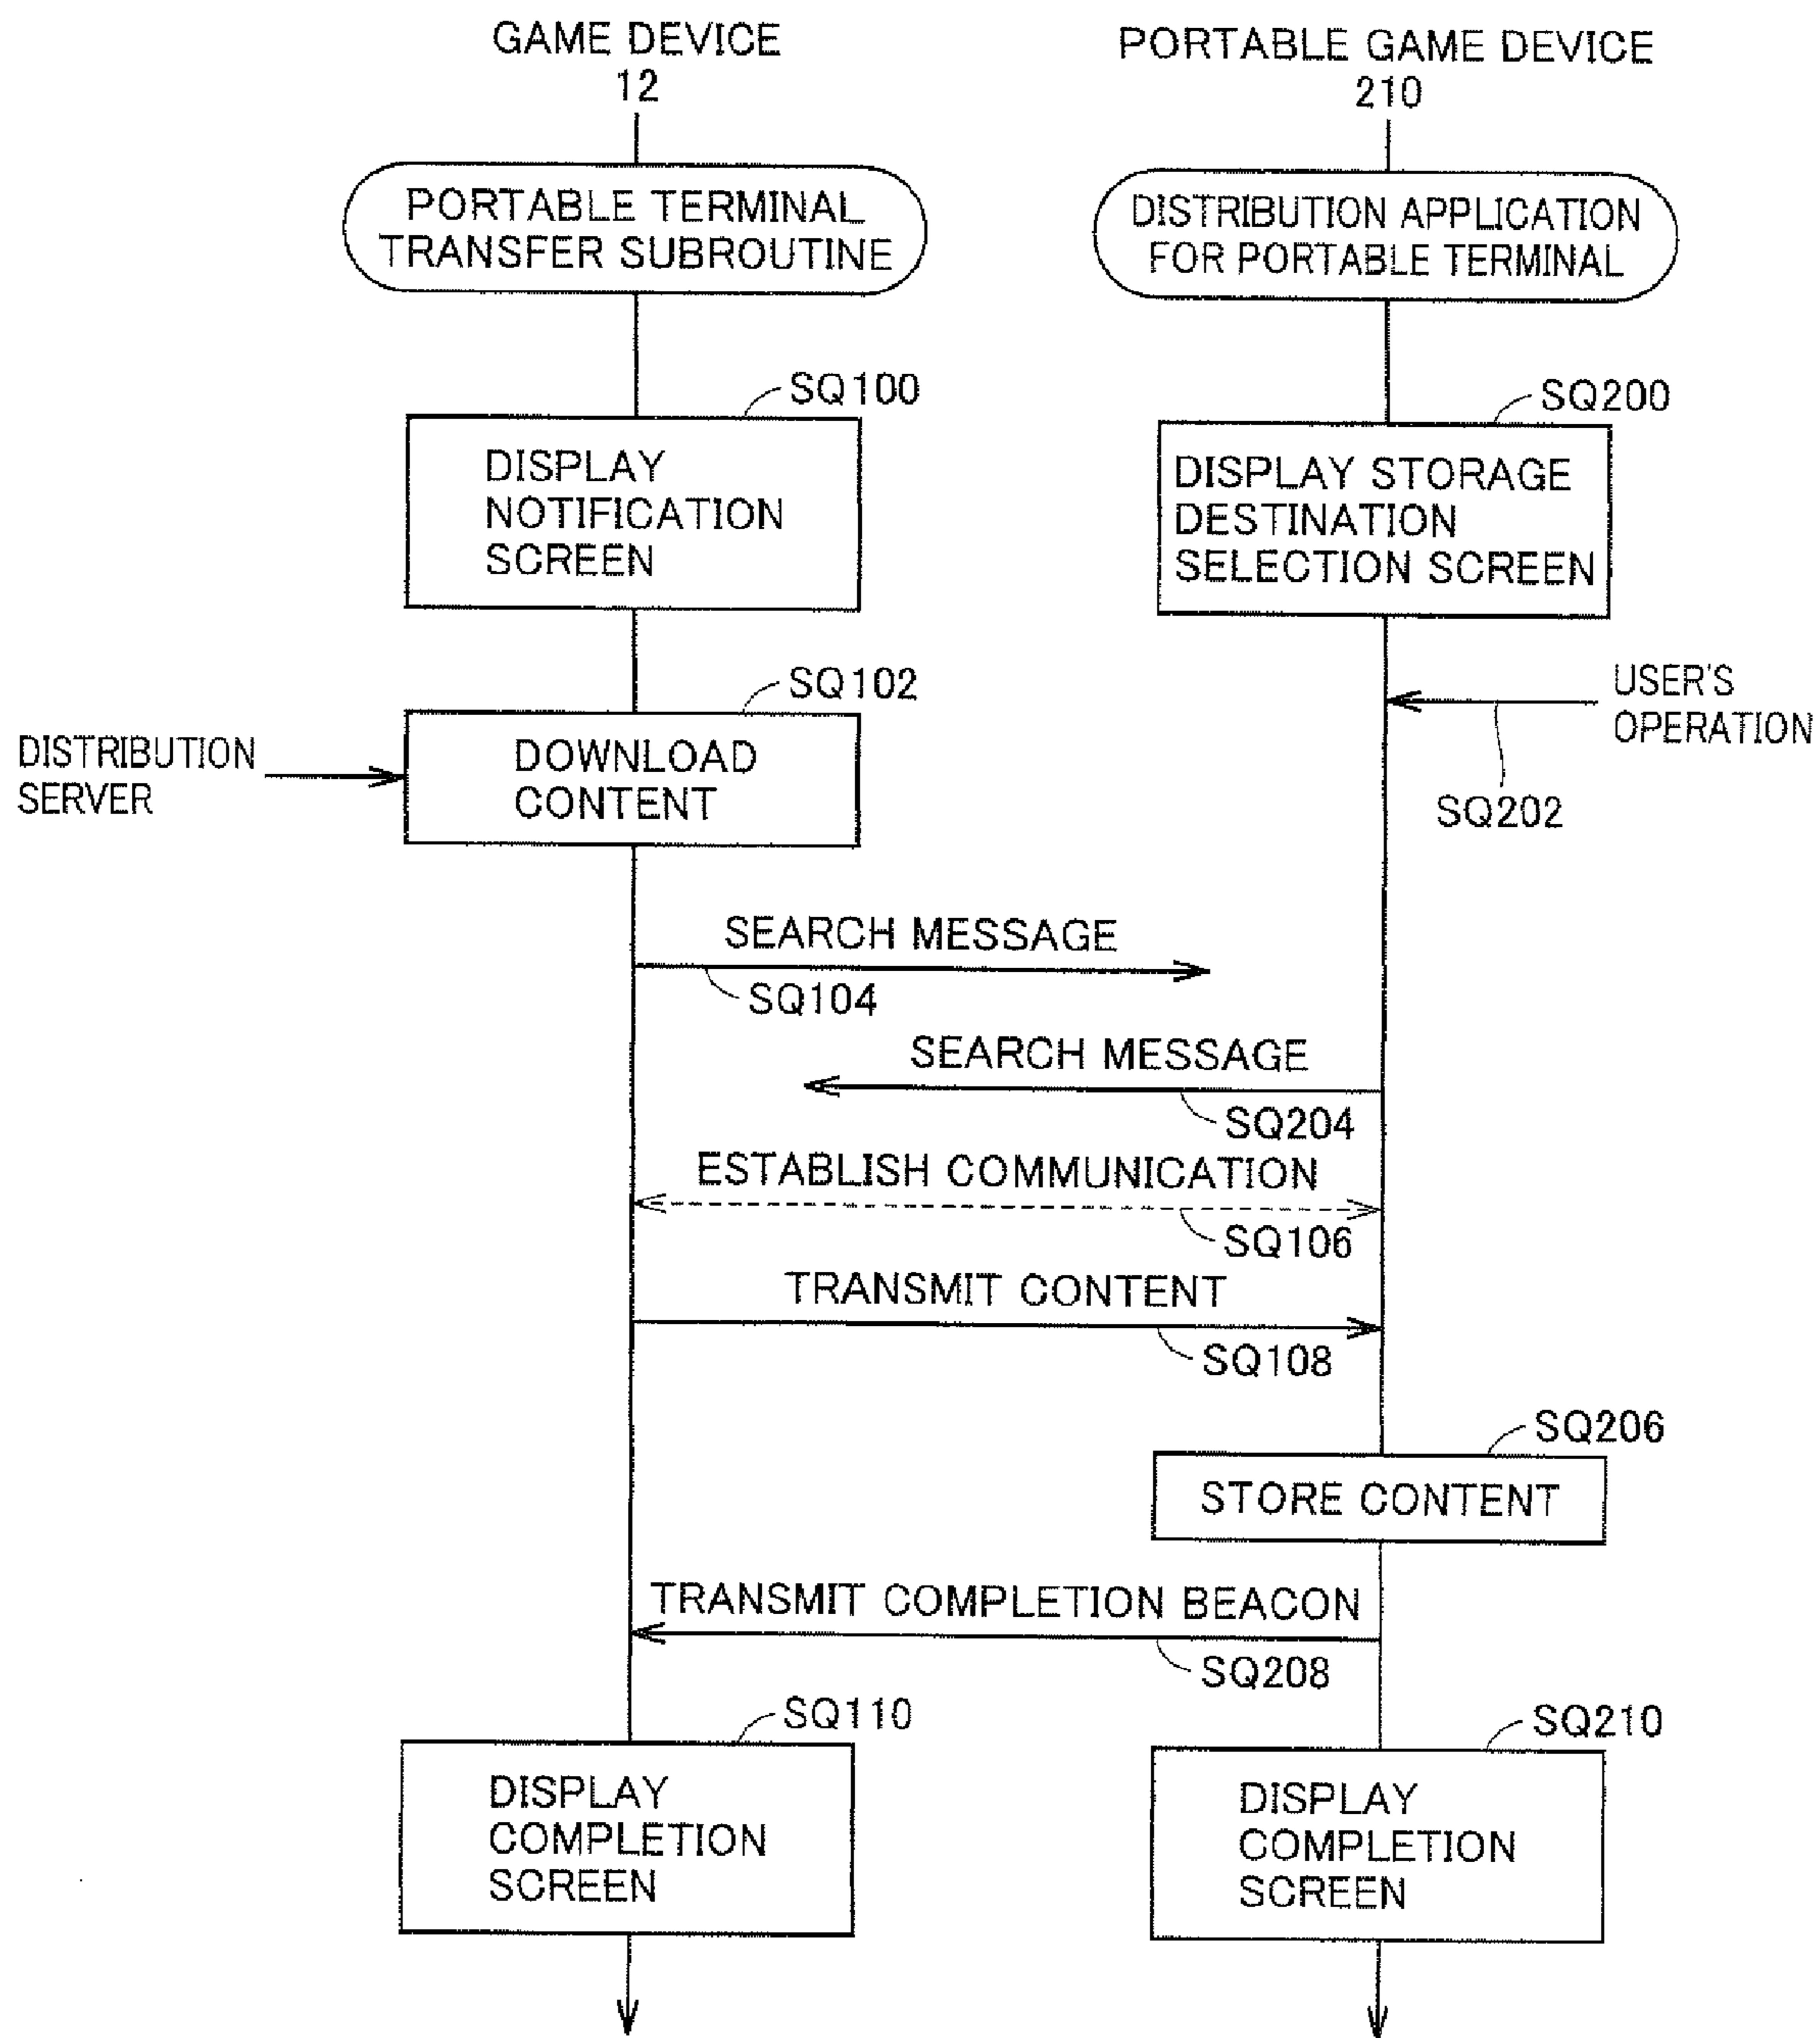 GAME DEVICE
12
PORTABLE GAME DEVICE
210
PORTABLE TERMINAL
TRANSFER SUBROUTINE
DISTRIBUTION APPLICATION
FOR PORTABLE TERMINAL
SQ100
DISPLAY
NOTIFICATION
SCREEN
SQ200
DISPLAY STORAGE
DESTINATION
SELECTION SCREEN
USER'S
OPERATION
SQ202
SQ102
DISTRIBUTION
SERVER
DOWNLOAD
CONTENT
SEARCH MESSAGE
SQ104
SEARCH MESSAGE
SQ204
ESTABLISH COMMUNICATION
SQ106
TRANSMIT CONTENT
SQ108
SQ206
STORE CONTENT
TRANSMIT COMPLETION BEACON
SQ208
SQ110
DISPLAY
COMPLETION
SCREEN
SQ210
DISPLAY
COMPLETION
SCREEN